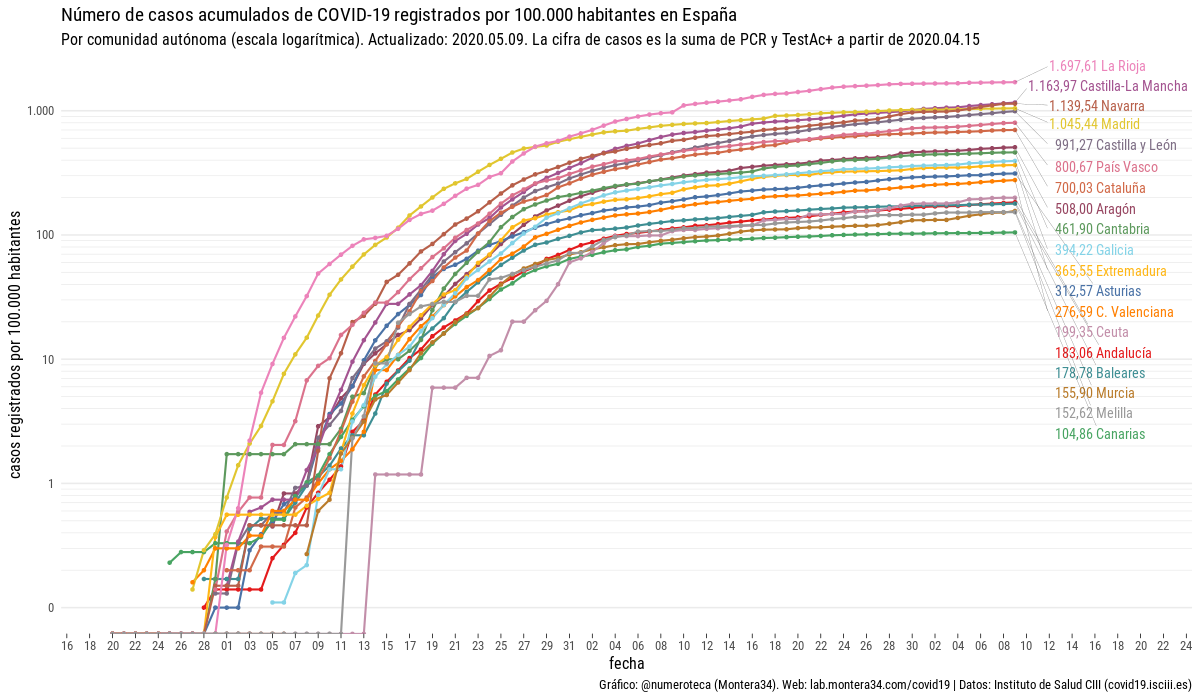 Número de casos acumulados de COVID-19 registrados por 100.000 habitantes en España
Por comunidad autónoma (escala logarítmica). Actualizado: 2020.05.09. La cifra de casos es la suma de PCR y TestAc+ a partir de 2020.04.15
casos registrados por 100.000 habitantes
1.000
100
10
1
0
1.697,61 La Rioja
1.163,97 Castilla-La Mancha
1.139,54 Navarra
1.045,44 Madrid
991,27 Castilla y León
800,67 País Vasco
700,03 Cataluña
508,00 Aragón
461,90 Cantabria
394,22 Galicia
365,55 Extremadura
312,57 Asturias
276,59 C. Valenciana
199,35 Ceuta
183,06 Andalucía
178,78 Baleares
155,90 Murcia
152,62 Melilla
104,86 Canarias
16 18 20 22 24 26 28 01 03 05 07 09 11 13 15 17 19 21 23 25 27 29 31 02 04 06 08 10 12 14 16 18 20 22 24 26 28 30 02 04 06 08 10 12 14 16 18 20 22 24
fecha
Gráfico: @numeroteca (Montera34). Web: lab.montera34.com/covid19 | Datos: Instituto de Salud CIII (covid19.isciii.es)